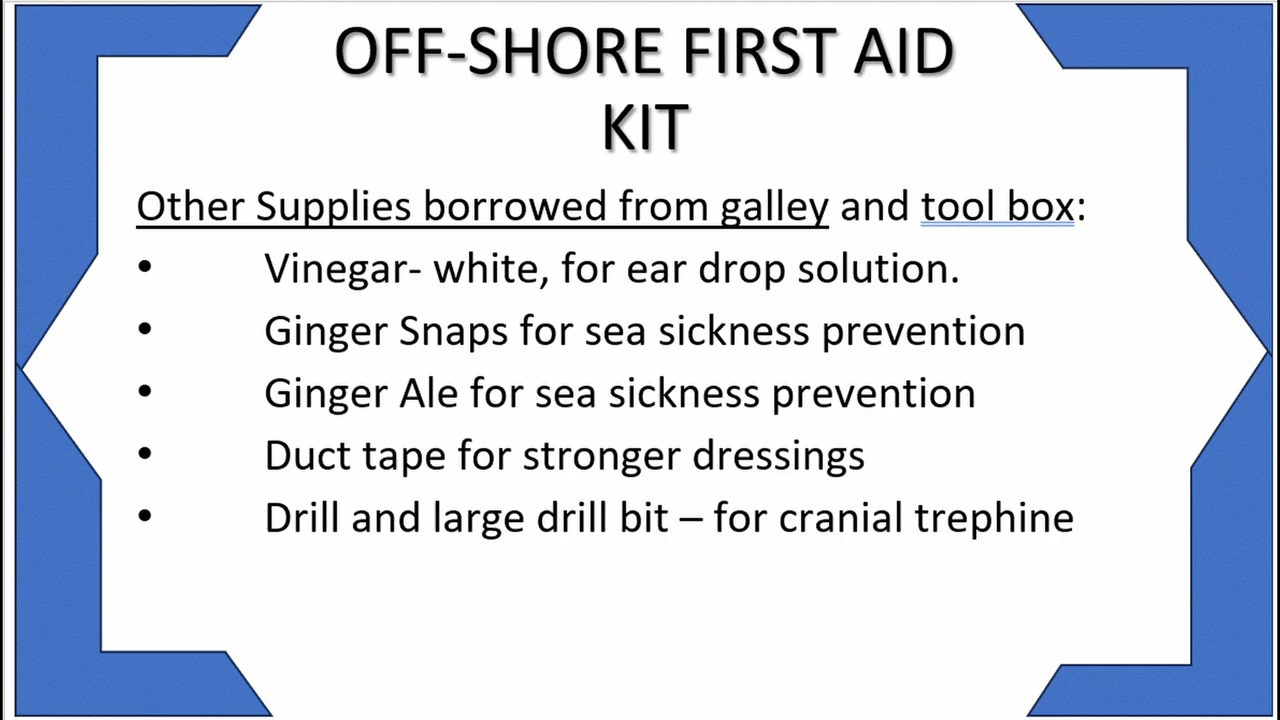 OFF-SHORE FIRST AID
KIT
Other Supplies borrowed from galley and tool box:
• Vinegar- white, for ear drop solution.
• Ginger Snaps for sea sickness prevention
• Ginger Ale for sea sickness prevention
• Duct tape for stronger dressings
• Drill and large drill bit – for cranial trephine